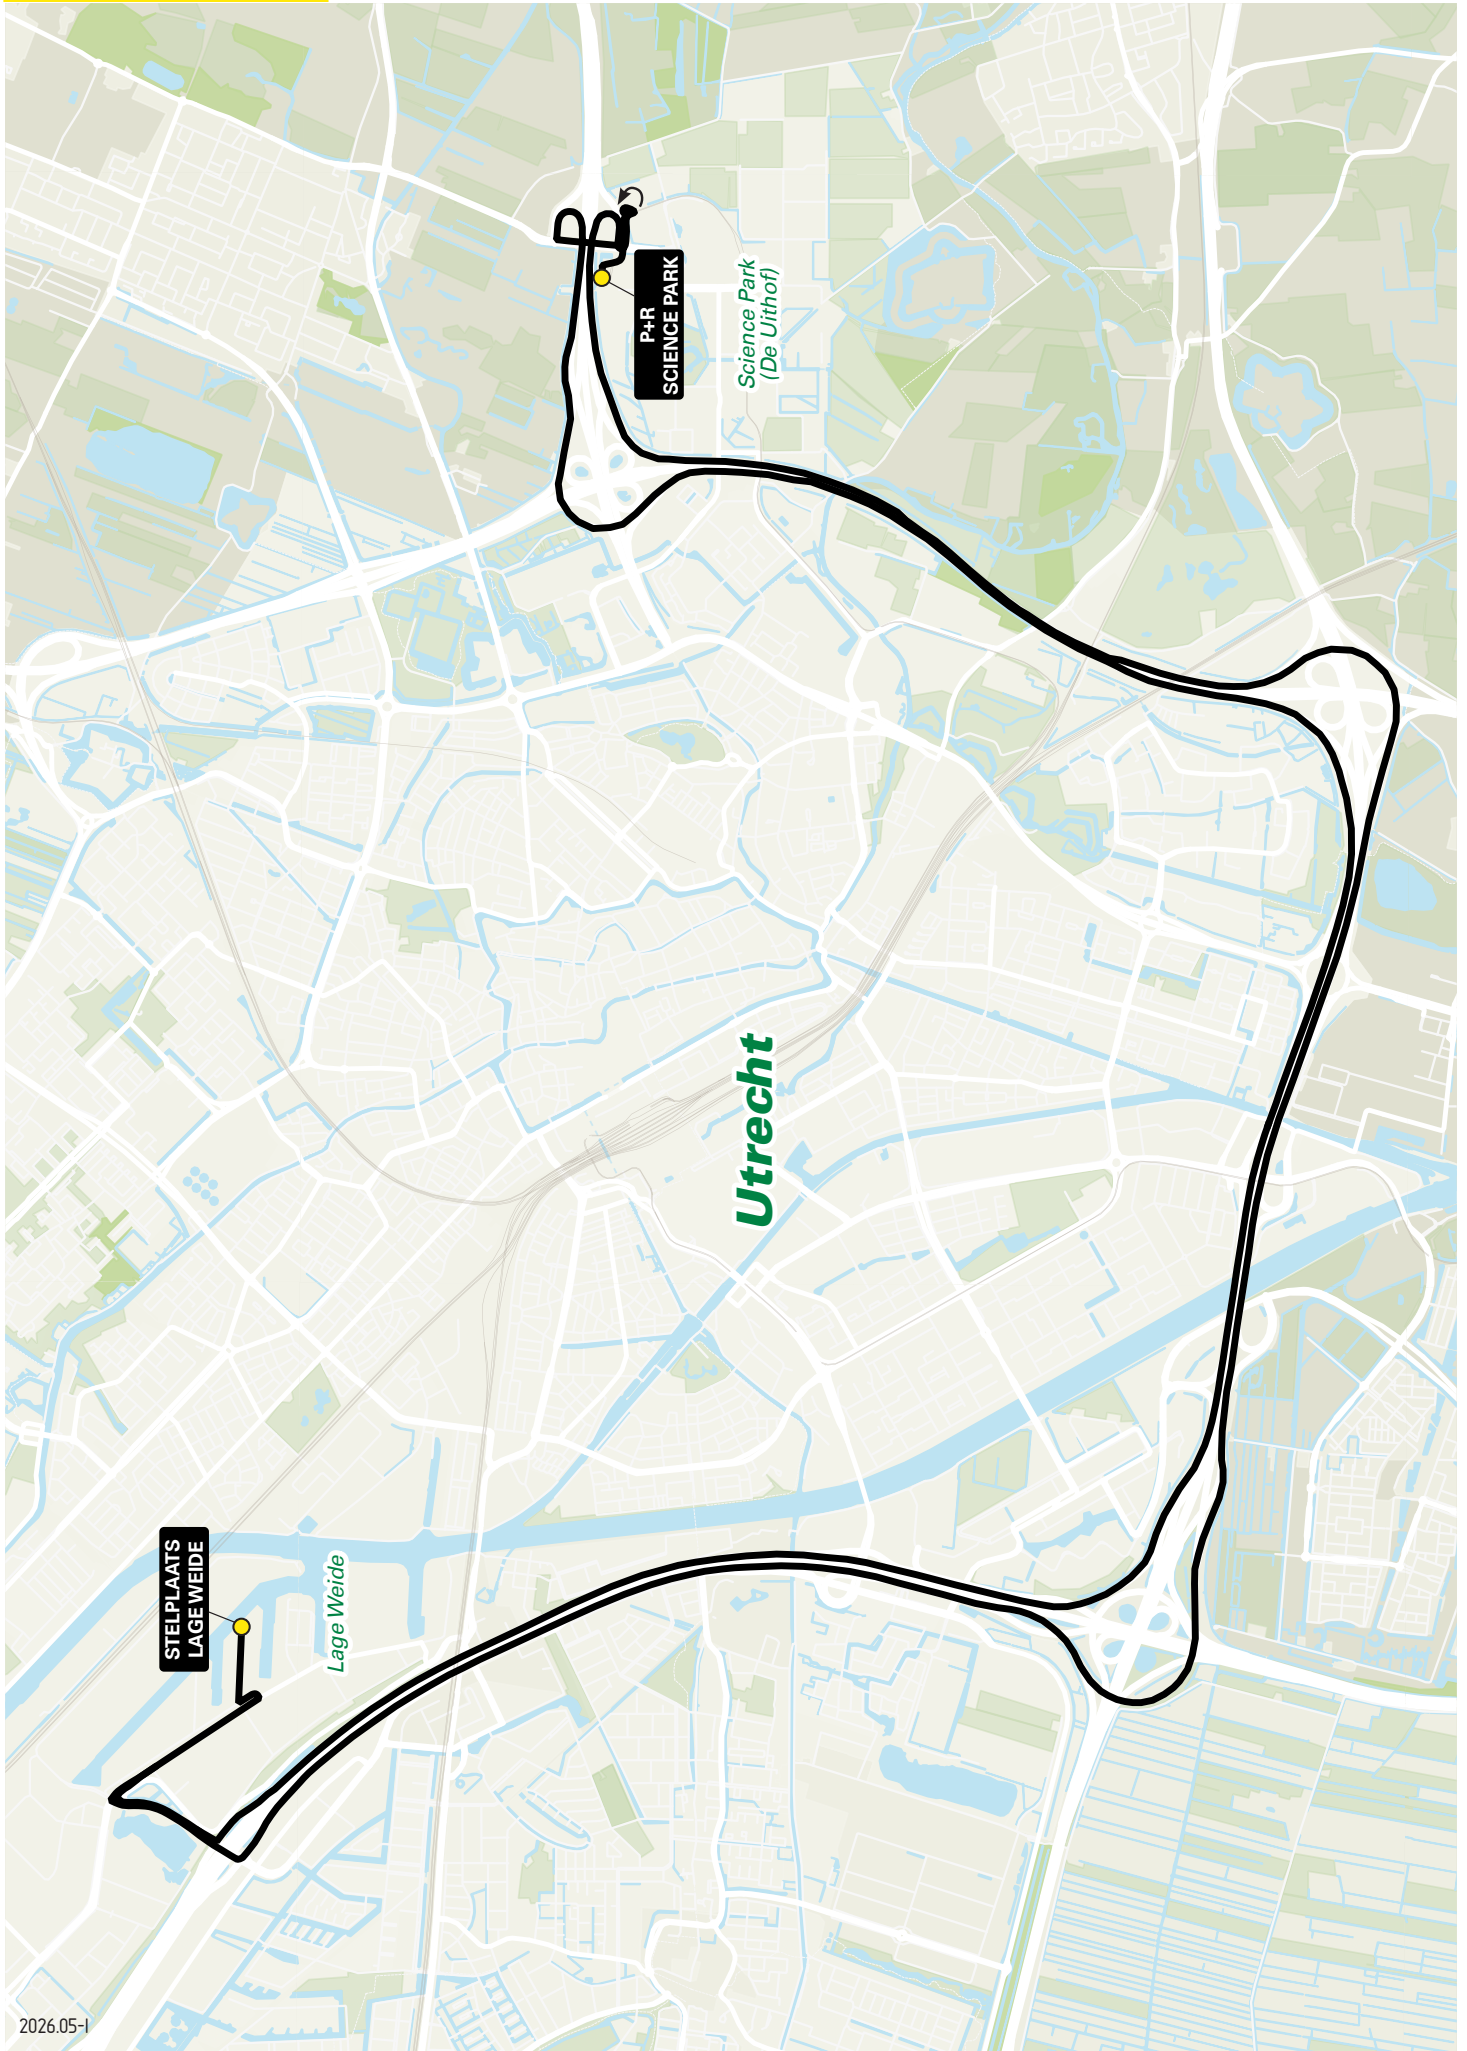 P+R
SCIENCE PARK
Science Park
(De Uithof)
Utrecht
STELPLAATS
LAGE WEIDE
Lage Weide
2026.05-I